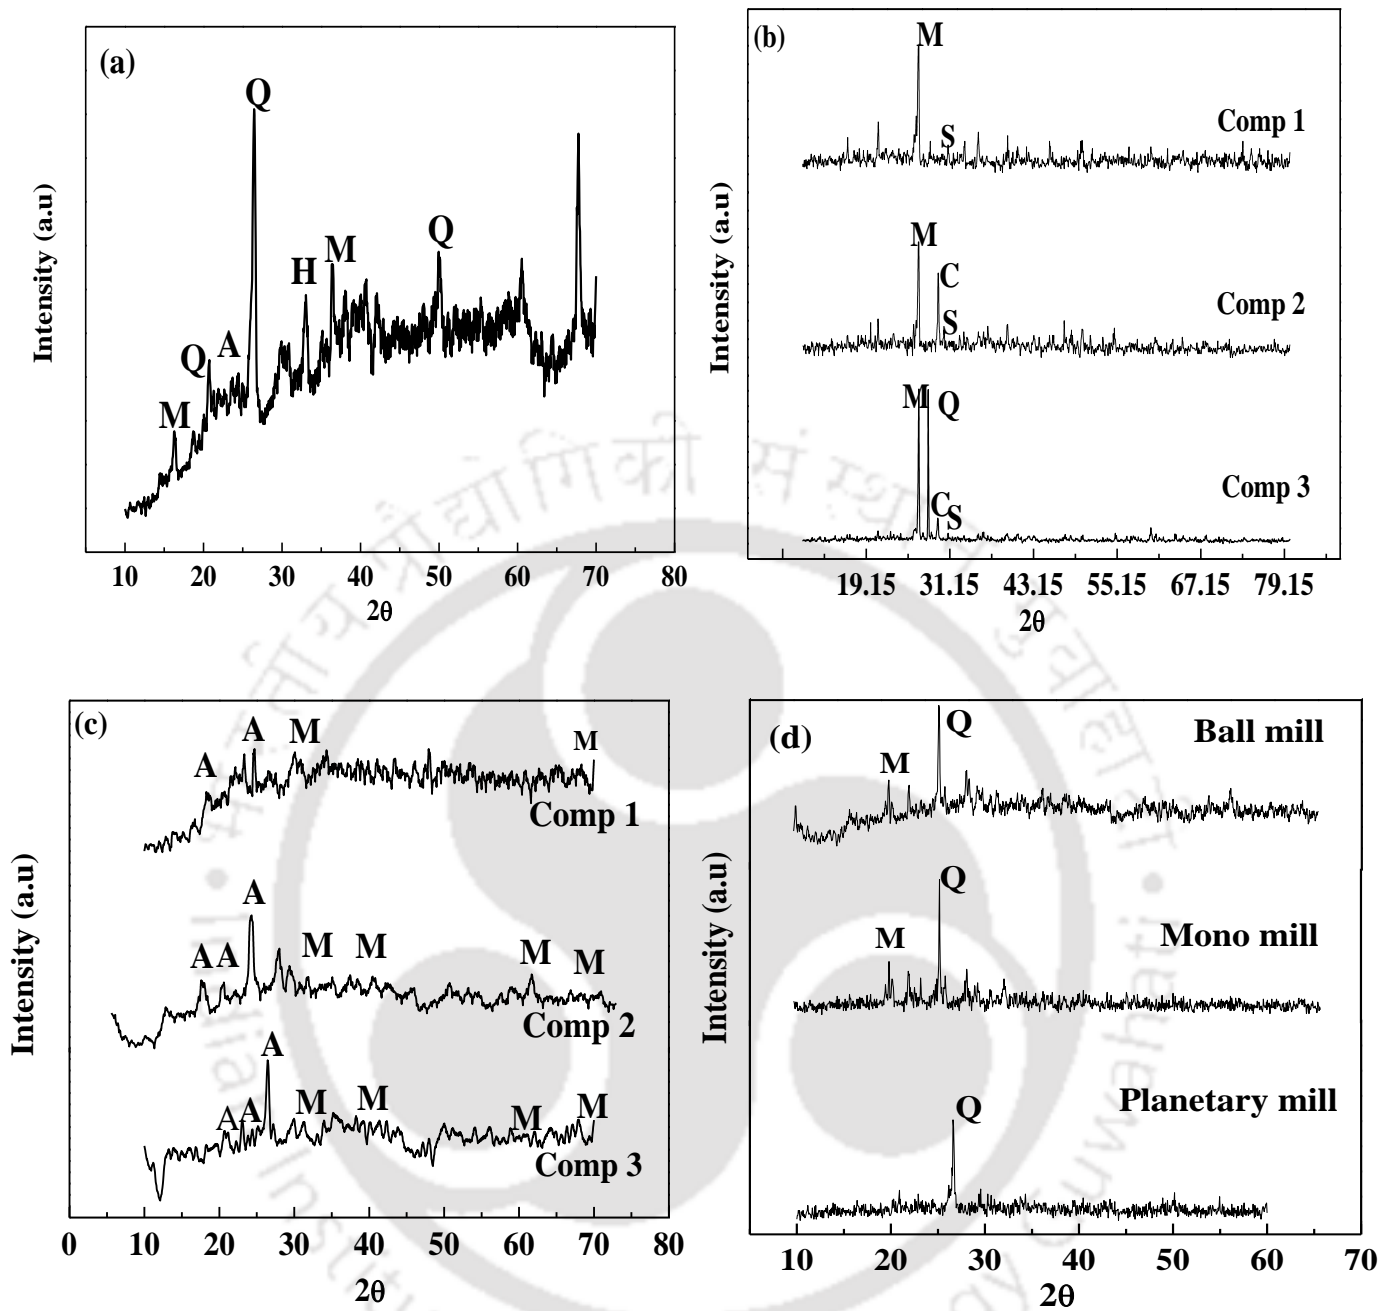 (a)
Q
Q
H
M
Q
A
M
Intensity (a.u)
10 20 30 40 50 60 70 80
2θ
(b)
M
S
Comp 1
M
C
S
Comp 2
M Q
C S
Comp 3
Intensity (a.u)
19.15 31.15 43.15 55.15 67.15 79.15
2θ
(c)
A A M M
Comp 1
A
A A M M M M
Comp 2
A
A A M M M M
Comp 3
Intensity (a.u)
0 10 20 30 40 50 60 70 80
2θ
(d)
Q
M
Ball mill
Q
M
Mono mill
Q
Planetary mill
Intensity (a.u)
10 20 30 40 50 60 70
2θ